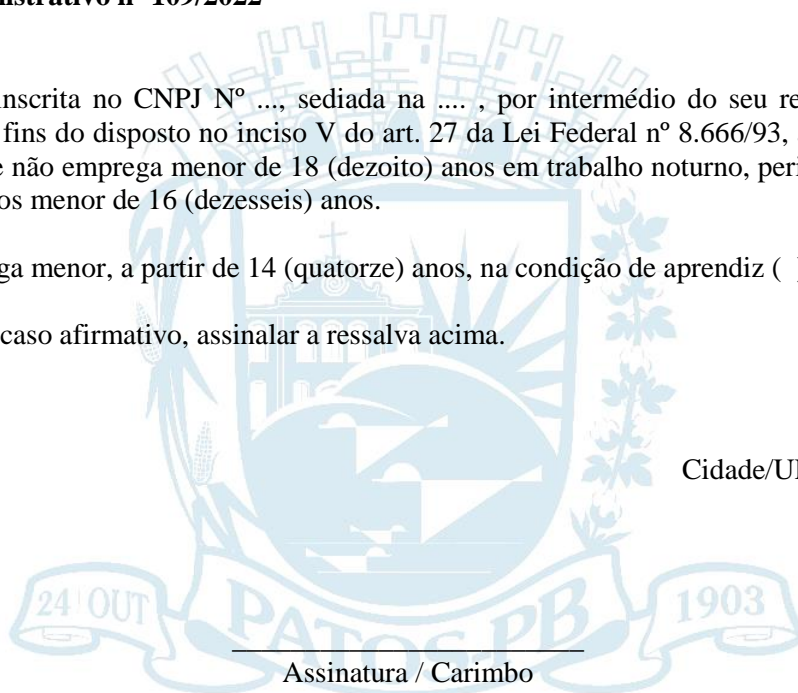 nistrativo nº 109/2022
inscrita no CNPJ Nº ..., sediada na .... , por intermédio do seu re
fins do disposto no inciso V do art. 27 da Lei Federal nº 8.666/93,
e não emprega menor de 18 (dezoito) anos em trabalho noturno, peri
os menor de 16 (dezesseis) anos.
ga menor, a partir de 14 (quatorze) anos, na condição de aprendiz ( )
caso afirmativo, assinalar a ressalva acima.
Cidade/U
24 OUT
PATOS-PB
1903
Assinatura / Carimbo